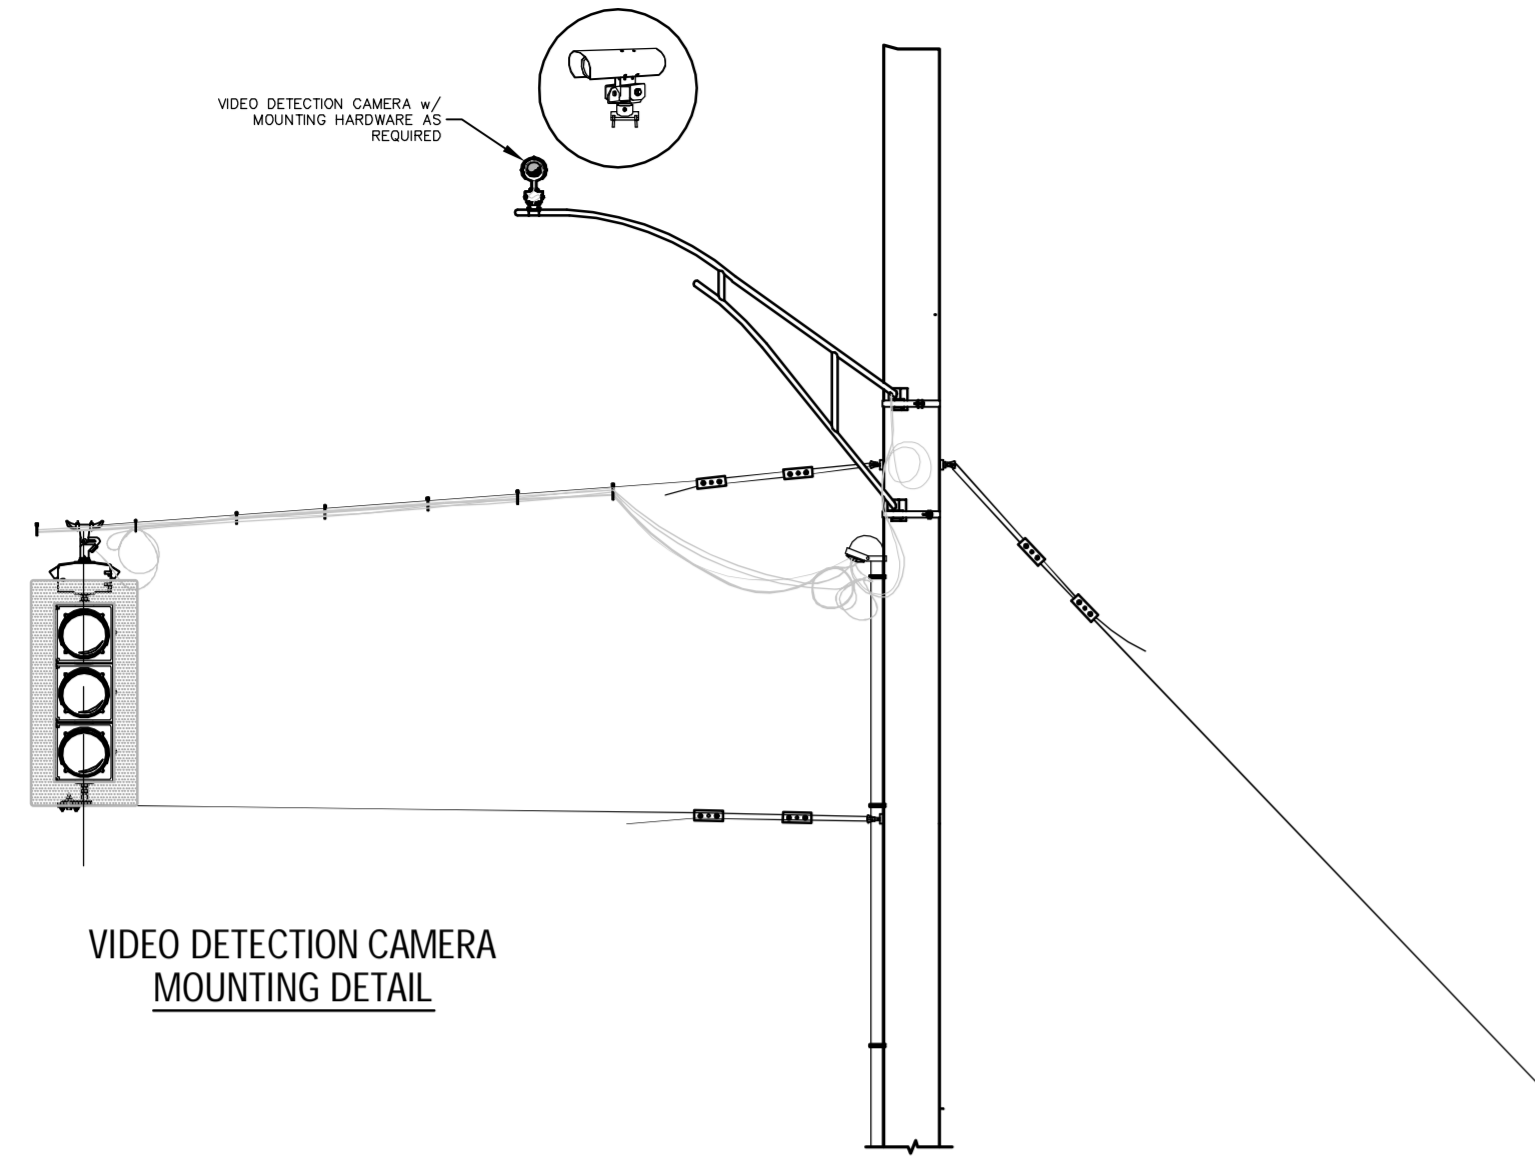 VIDEO DETECTION CAMERA w/
MOUNTING HARDWARE AS
REQUIRED
VIDEO DETECTION CAMERA
MOUNTING DETAIL